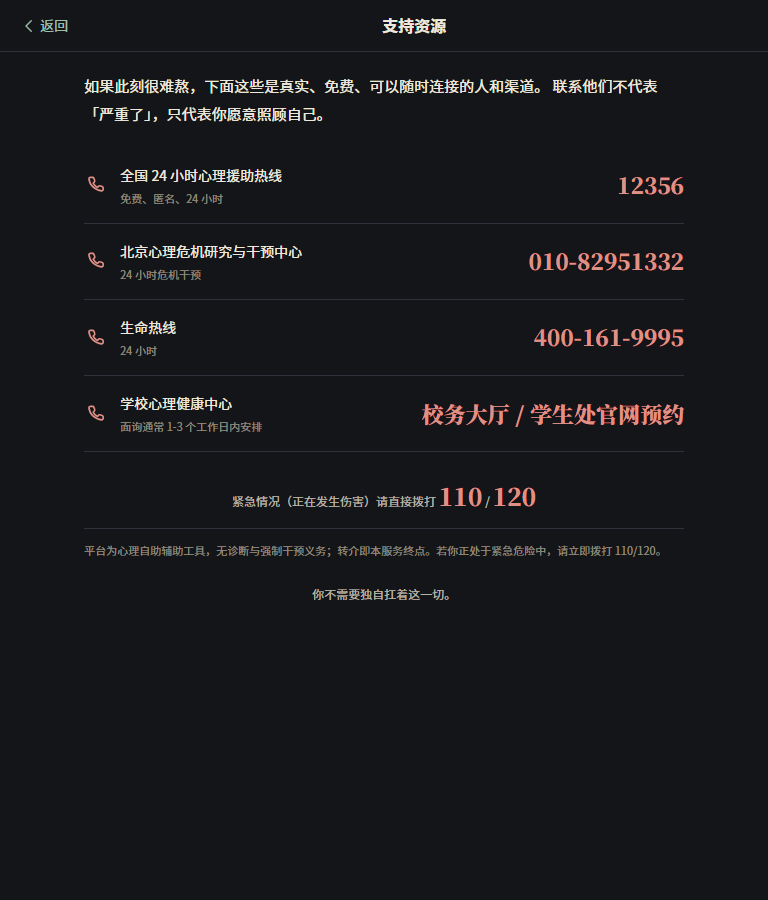 返回
支持资源
如果此刻很难熬，下面这些是真实、免费、可以随时连接的人和渠道。 联系他们不代表
「严重了」，只代表你愿意照顾自己。
全国 24 小时心理援助热线
12356
免费、匿名、24 小时
北京心理危机研究与干预中心
010-82951332
24 小时危机干预
生命热线
400-161-9995
24 小时
学校心理健康中心
校务大厅 / 学生处官网预约
面询通常 1-3 个工作日内安排
紧急情况（正在发生伤害）请直接拨打 110 / 120
平台为心理自助辅助工具，无诊断与强制干预义务；转介即本服务终点。若你正处于紧急危险中，请立即拨打 110/120。
你不需要独自扛着这一切。